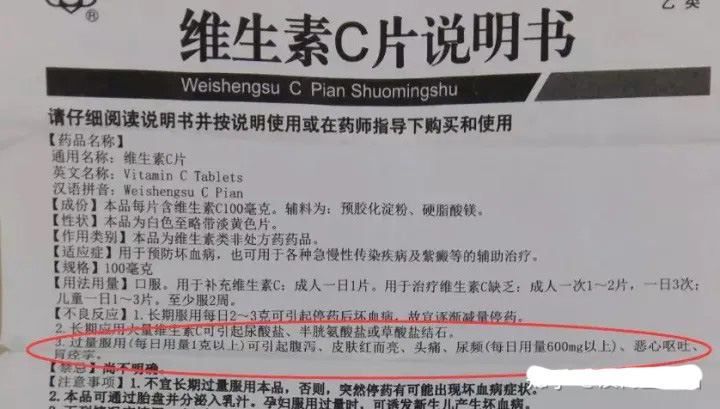 乙类
®
维生素C片说明书
Weishengsu C Pian Shuomingshu
请仔细阅读说明书并按说明使用或在药师指导下购买和使用
【药品名称】
通用名称：维生素C片
英文名称：Vitamin C Tablets
汉语拼音：Weishengsu C Pian
【成份】本品每片含维生素C100毫克。辅料为：预胶化淀粉、硬脂酸镁。
【性状】本品为白色至略带淡黄色片。
【作用类别】本品为维生素类非处方药药品。
【适应症】用于预防坏血病，也可用于各种急慢性传染疾病及紫癜等的辅助治疗。
【规格】100毫克
【用法用量】口服。用于补充维生素C：成人一日1片。用于治疗维生素C缺乏：成人一次1～2片，一日3次；
儿童一日1～3片。至少服2周。
【不良反应】1.长期服用每日2～3克可引起停药后坏血病，故宜逐渐减量停药。
2.长期应用大量维生素C可引起尿酸盐、半胱氨酸盐或草酸盐结石。
3.过量服用(每日用量1克以上)可引起腹泻、皮肤红而亮、头痛、尿频(每日用量600mg以上)、恶心呕吐、
胃痉挛。
【禁忌】尚不明确。
【注意事项】1.不宜长期过量服用本品，否则，突然停药有可能出现坏血病症状。
2.本品可通过胎盘并分泌入乳汁。孕妇服用过量时，可诱发新生儿产生坏血病。